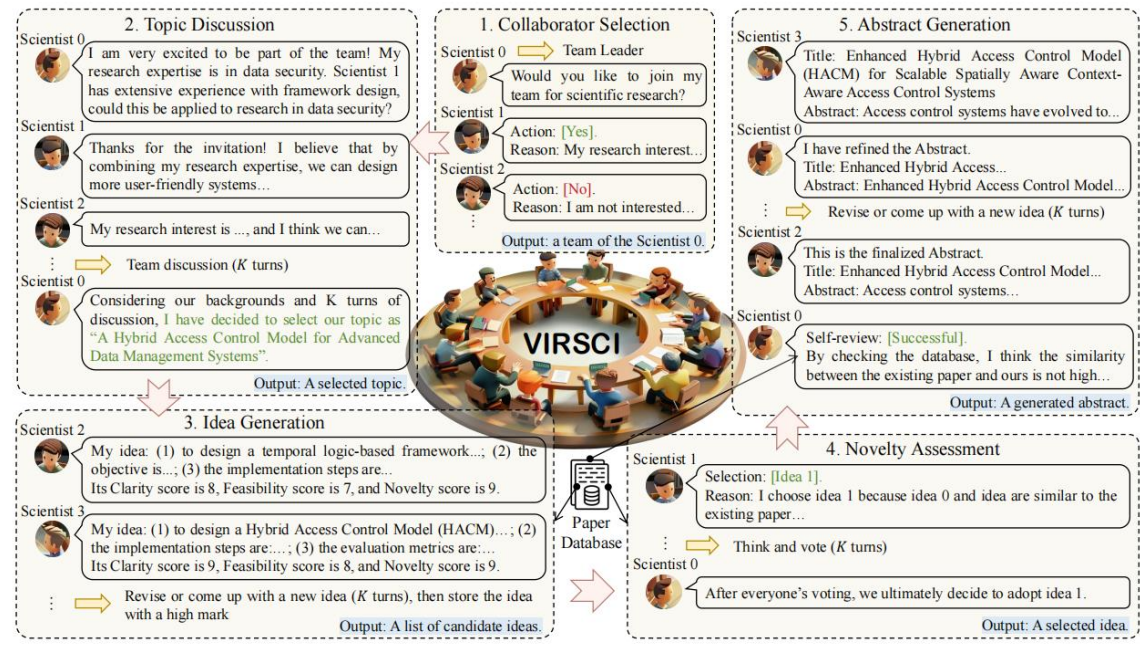 1. Collaborator Selection
Scientist 0
Team Leader
Would you like to join my
team for scientific research?
Scientist 1
Action: [Yes].
Reason: My research interest…
Scientist 2
Action: [No].
Reason: I am not interested…
⋮
Output: a team of the Scientist 0.
2. Topic Discussion
Scientist 0
I am very excited to be part of the team! My
research expertise is in data security. Scientist 1
has extensive experience with framework design,
could this be applied to research in data security?
Scientist 1
Thanks for the invitation! I believe that by
combining my research expertise, we can design
more user-friendly systems…
Scientist 2
My research interest is ..., and I think we can…
⋮
Team discussion (K turns)
Scientist 0
Considering our backgrounds and K turns of
discussion, I have decided to select our topic as
“A Hybrid Access Control Model for Advanced
Data Management Systems”.
Output: A selected topic.
VIRSCI
3. Idea Generation
Scientist 2
My idea: (1) to design a temporal logic-based framework...; (2) the
objective is...; (3) the implementation steps are...
Its Clarity score is 8, Feasibility score is 7, and Novelty score is 9.
Scientist 3
My idea: (1) to design a Hybrid Access Control Model (HACM)…; (2)
the implementation steps are:…; (3) the evaluation metrics are:…
Its Clarity score is 9, Feasibility score is 8, and Novelty score is 9.
⋮
Revise or come up with a new idea (K turns), then store the idea
with a high mark
Output: A list of candidate ideas.
Paper
Database
4. Novelty Assessment
Scientist 1
Selection: [Idea 1].
Reason: I choose idea 1 because idea 0 and idea are similar to the
existing paper…
⋮
Think and vote (K turns)
Scientist 0
After everyone’s voting, we ultimately decide to adopt idea 1.
Output: A selected idea.
5. Abstract Generation
Scientist 3
Title: Enhanced Hybrid Access Control Model
(HACM) for Scalable Spatially Aware Context-
Aware Access Control Systems
Abstract: Access control systems have evolved to...
Scientist 0
I have refined the Abstract.
Title: Enhanced Hybrid Access...
Abstract: Enhanced Hybrid Access Control Model...
⋮
Revise or come up with a new idea (K turns)
Scientist 2
This is the finalized Abstract.
Title: Enhanced Hybrid Access Control Model...
Abstract: Access control systems...
Scientist 0
Self-review: [Successful].
By checking the database, I think the similarity
between the existing paper and ours is not high…
Output: A generated abstract.